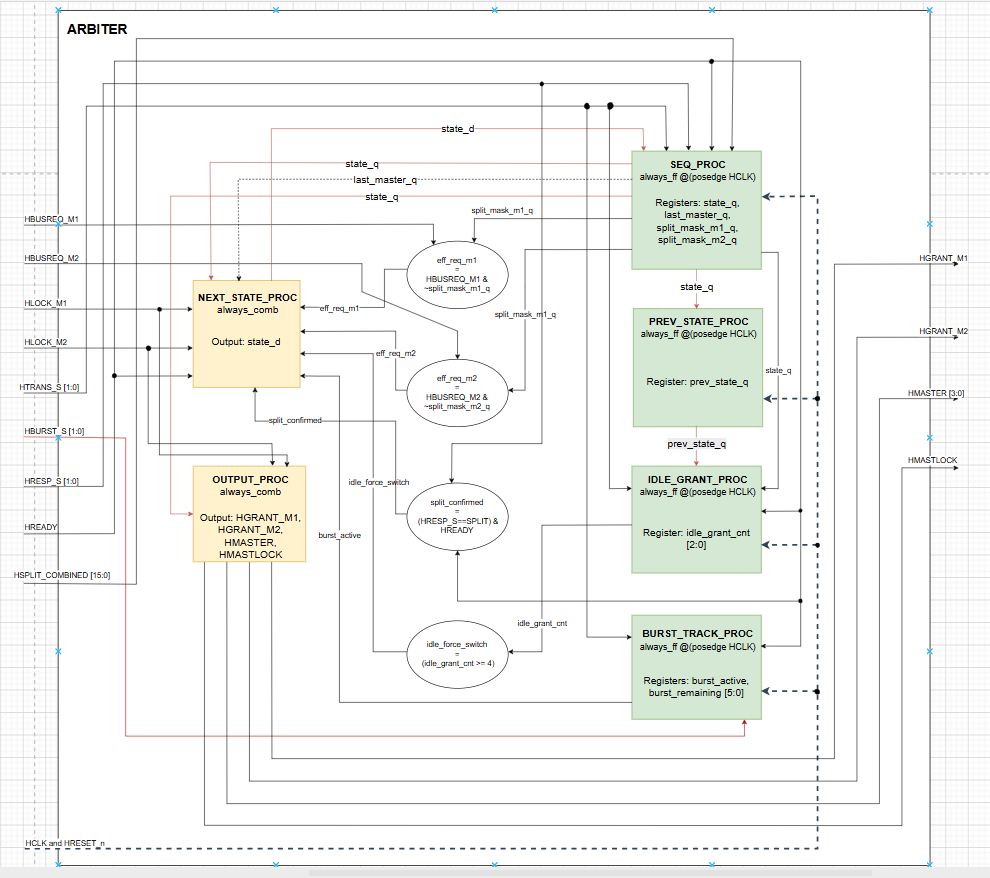 ARBITER
state_d
state_q
last_master_q
state_q
SEQ_PROC
always_ff @(posedge HCLK)
Registers: state_q,
last_master_q,
split_mask_m1_q,
split_mask_m2_q
split_mask_m1_q
HBUSREQ_M1
HBUSREQ_M2
HLOCK_M1
HLOCK_M2
HTRANS_S [1:0]
HBURST_S [1:0]
HRESP_S [1:0]
HREADY
HSPLIT_COMBINED [15:0]
HCLK and HRESET_n
eff_req_m1
=
HBUSREQ_M1 &
~split_mask_m1_q
NEXT_STATE_PROC
always_comb
Output: state_d
eff_req_m1
split_mask_m1_q
state_q
PREV_STATE_PROC
always_ff @(posedge HCLK)
Register: prev_state_q
state_q
eff_req_m2
eff_req_m2
=
HBUSREQ_M2 &
~split_mask_m2_q
split_confirmed
prev_state_q
OUTPUT_PROC
always_comb
Output: HGRANT_M1,
HGRANT_M2,
HMASTER,
HMASTLOCK
idle_force_switch
burst_active
split_confirmed
=
(HRESP_S==SPLIT) &
HREADY
IDLE_GRANT_PROC
always_ff @(posedge HCLK)
Register: idle_grant_cnt
[2:0]
idle_grant_cnt
idle_force_switch
=
(idle_grant_cnt >= 4)
BURST_TRACK_PROC
always_ff @(posedge HCLK)
Registers: burst_active,
burst_remaining [5:0]
HGRANT_M1
HGRANT_M2
HMASTER [3:0]
HMASTLOCK